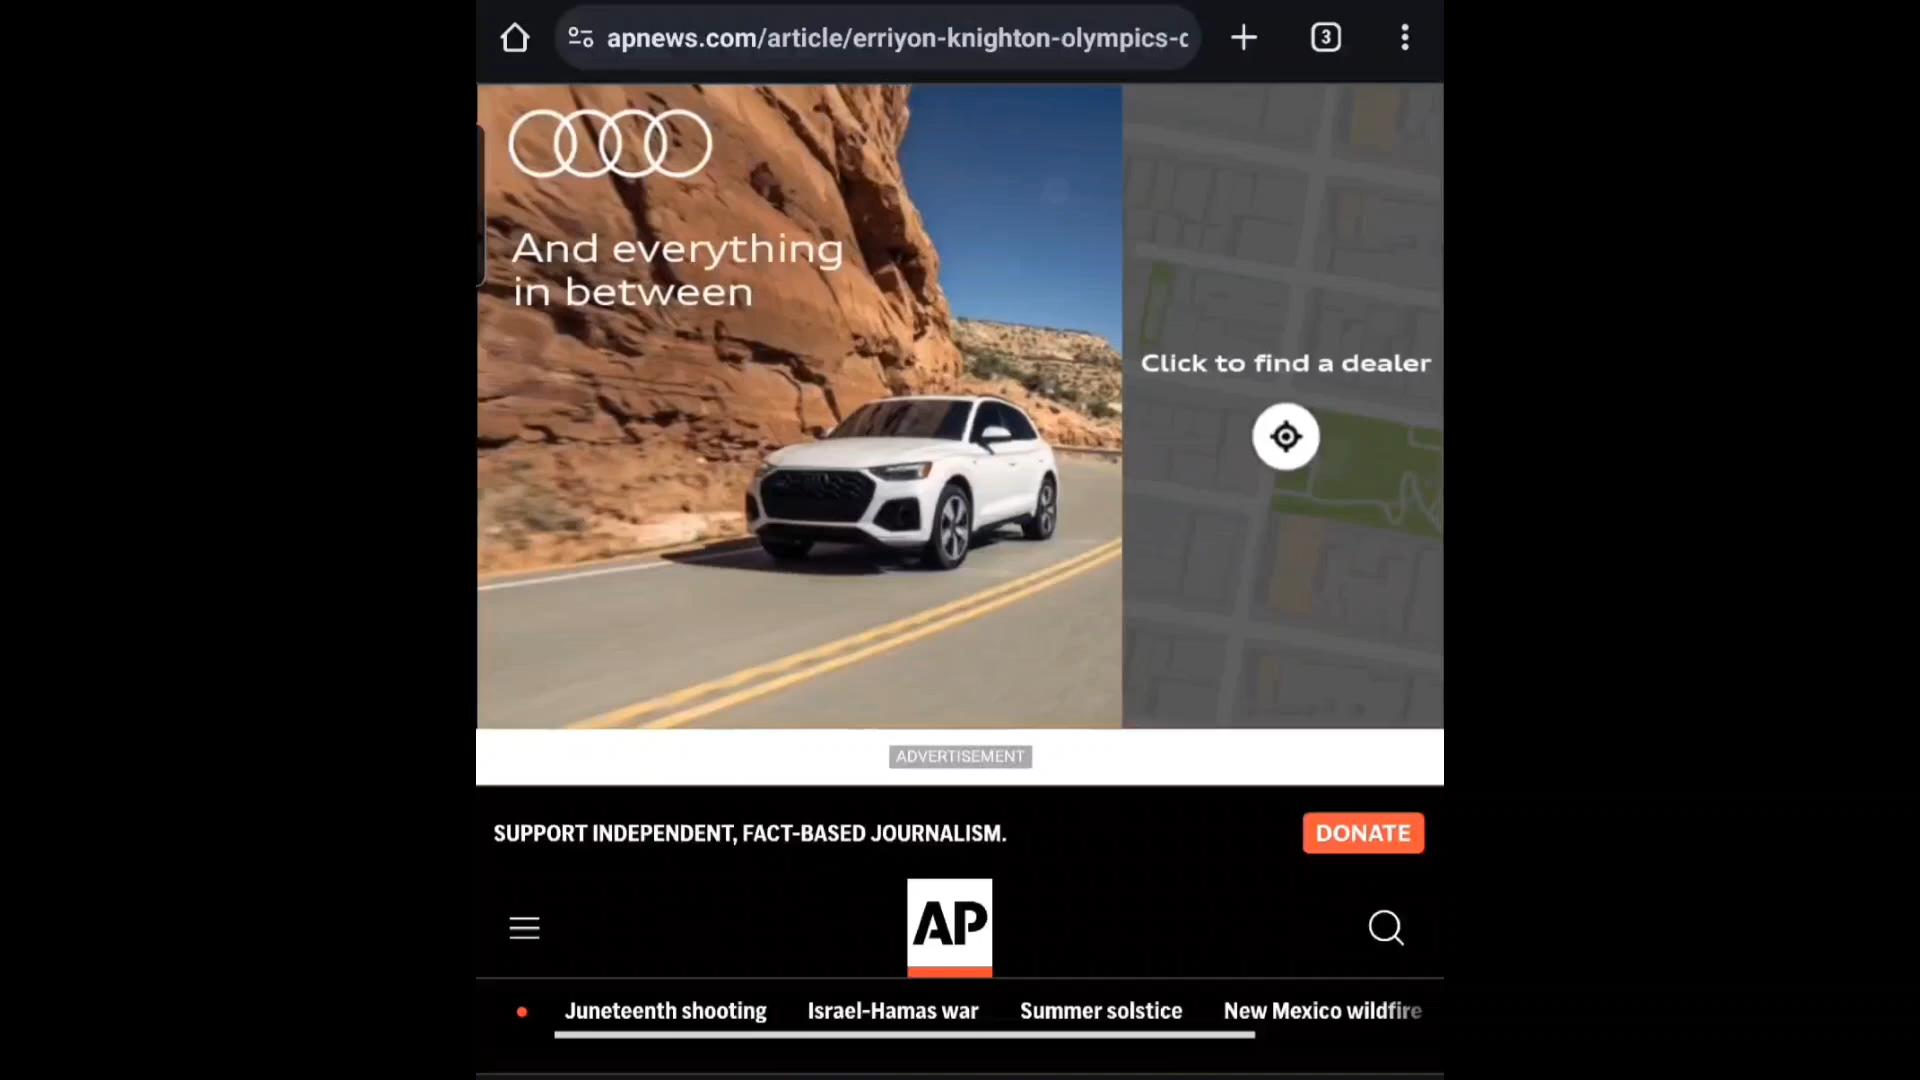 apnews.com/article/erriyon-knighton-olympics-c
3
And everything
in between
Click to find a dealer
ADVERTISEMENT
SUPPORT INDEPENDENT, FACT-BASED JOURNALISM.
DONATE
AP
Juneteenth shooting Israel-Hamas war Summer solstice New Mexico wildfire